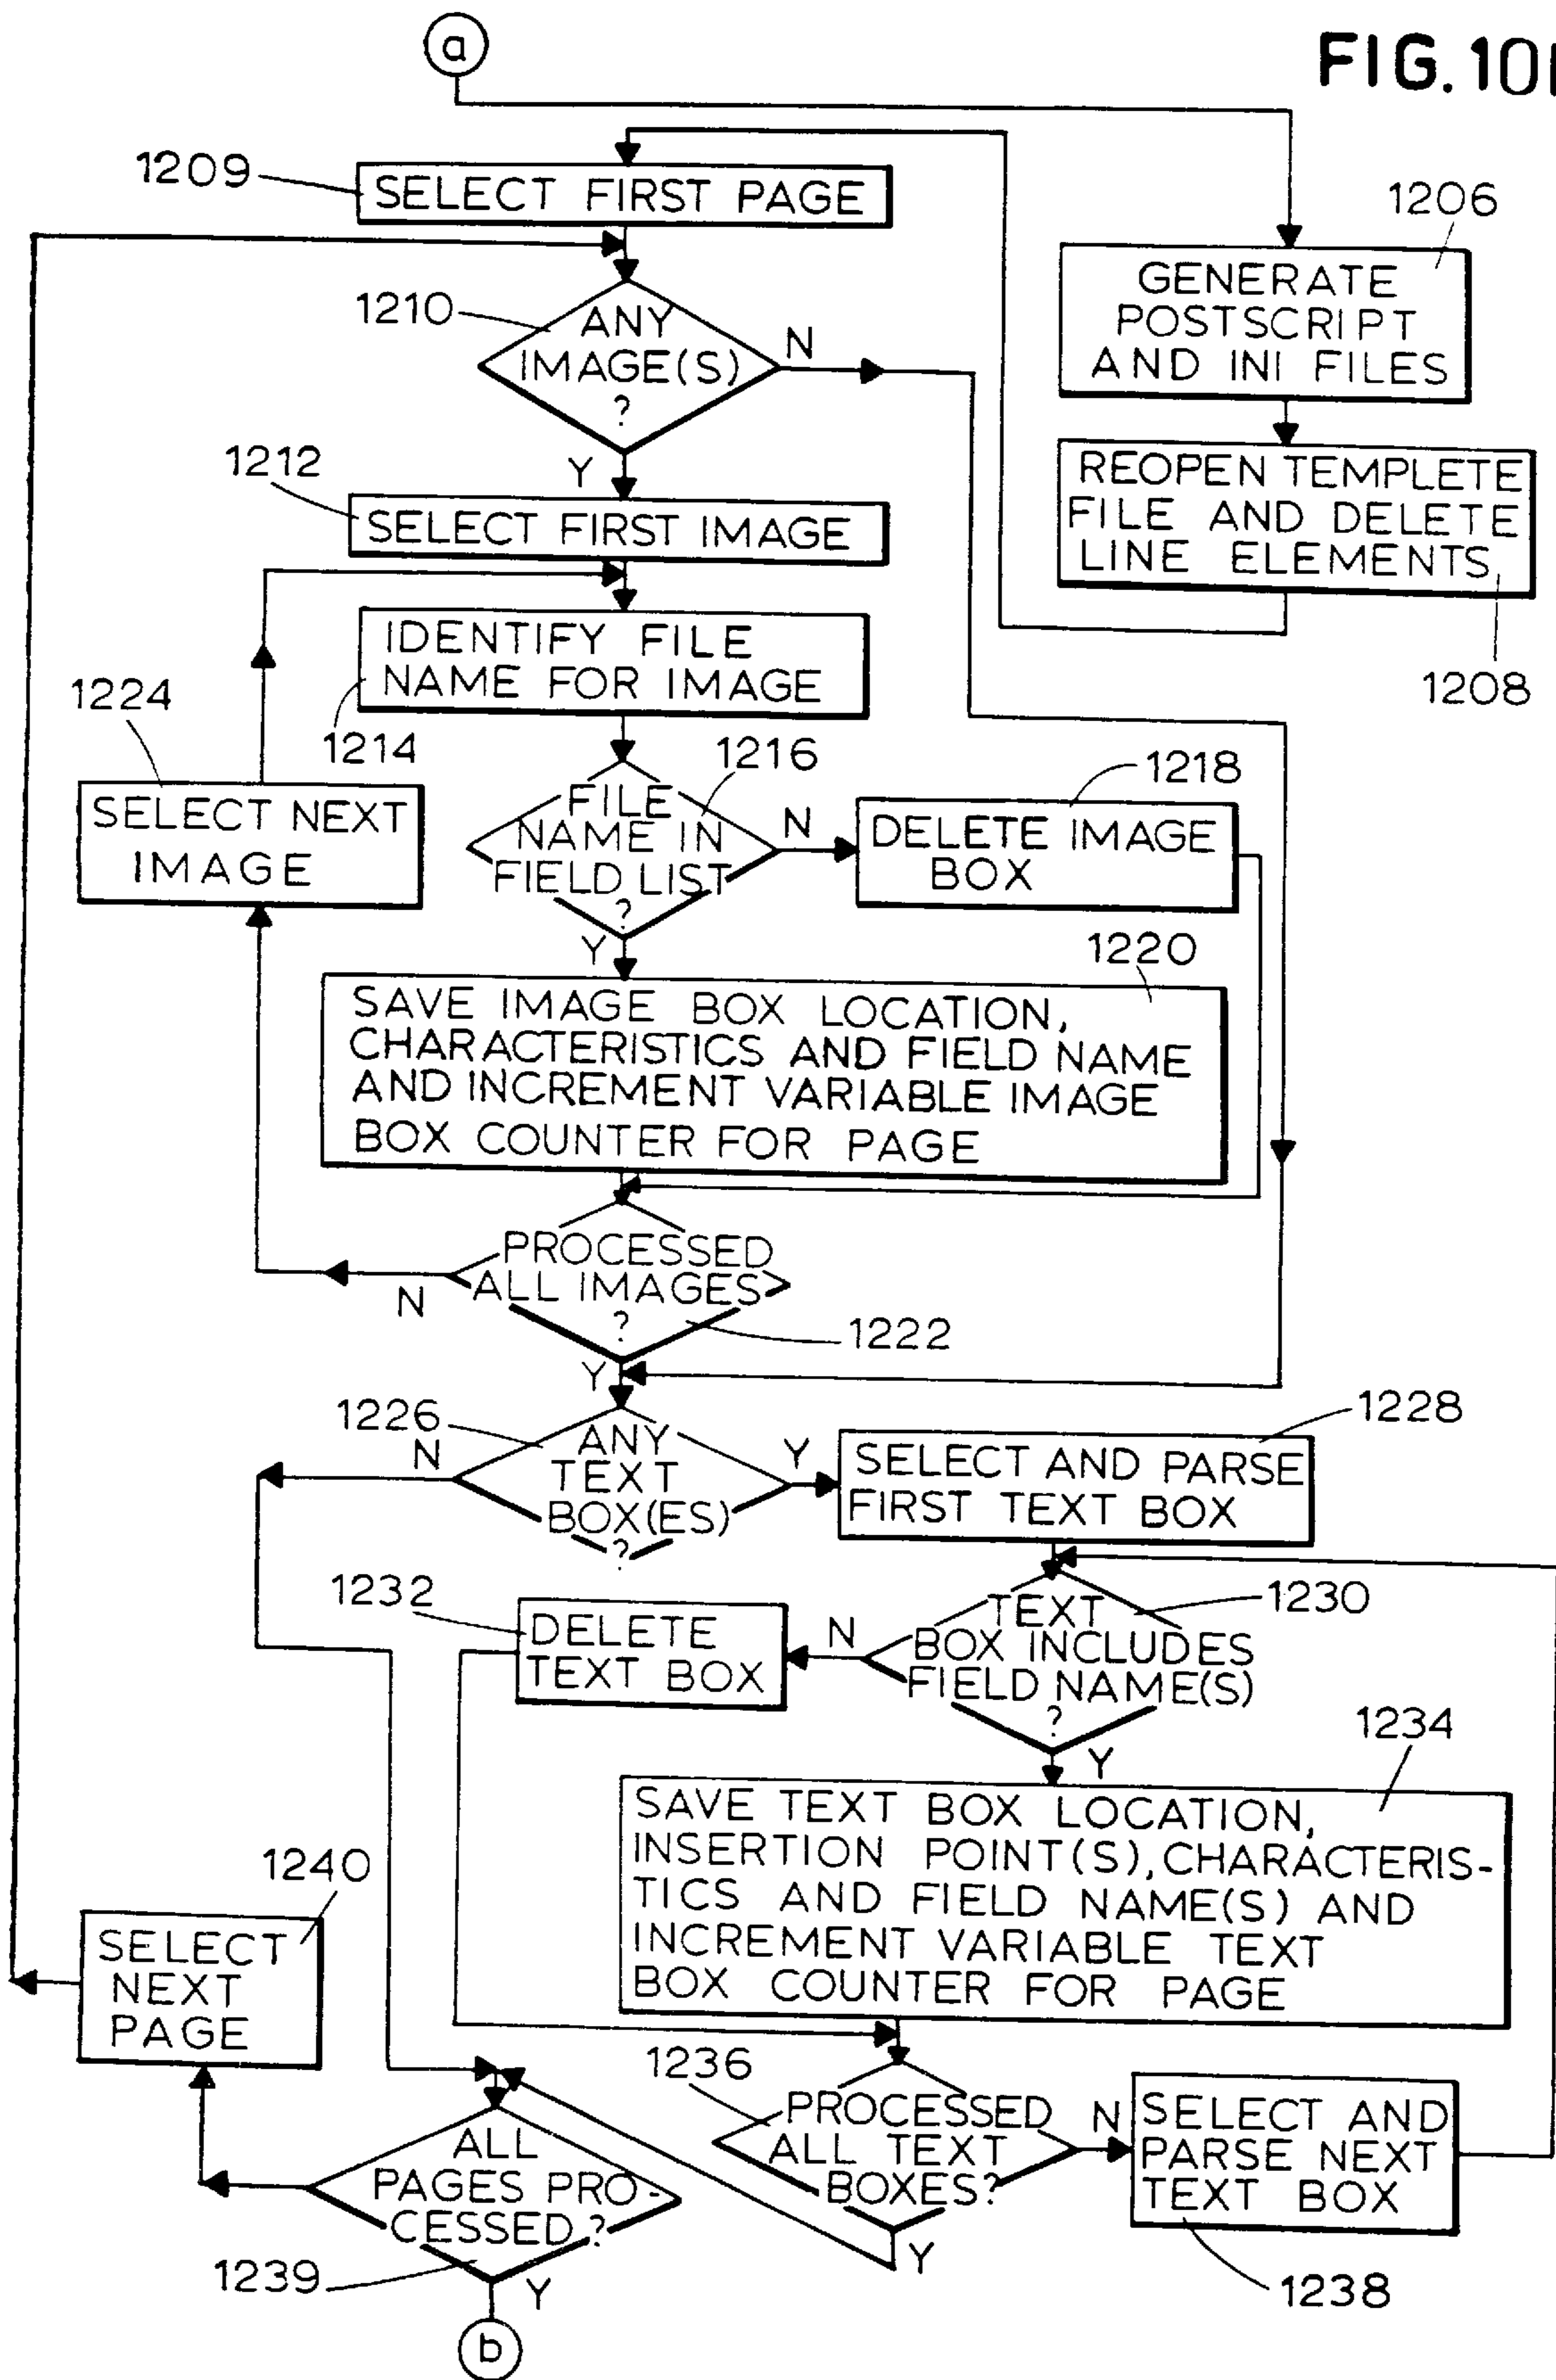 a
FIG. 10
1209
SELECT FIRST PAGE
1206
GENERATE
POSTSCRIPT
AND INI FILES
1210
ANY
IMAGE(S)
?
N
Y
REOPEN TEMPLETE
FILE AND DELETE
LINE ELEMENTS
1208
1212
SELECT FIRST IMAGE
IDENTIFY FILE
NAME FOR IMAGE
1214
1224
SELECT NEXT
IMAGE
1216
FILE
NAME IN
FIELD LIST
?
N
Y
1218
DELETE IMAGE
BOX
1220
SAVE IMAGE BOX LOCATION,
CHARACTERISTICS AND FIELD NAME
AND INCREMENT VARIABLE IMAGE
BOX COUNTER FOR PAGE
PROCESSED
ALL IMAGES
?
N
1222
Y
1226
ANY
TEXT
BOX(ES)
?
N
Y
1228
SELECT AND PARSE
FIRST TEXT BOX
1232
DELETE
TEXT BOX
1230
TEXT
BOX INCLUDES
FIELD NAME(S)
?
N
Y
1234
SAVE TEXT BOX LOCATION,
INSERTION POINT(S), CHARACTERIS-
TICS AND FIELD NAME(S) AND
INCREMENT VARIABLE TEXT
BOX COUNTER FOR PAGE
1240
SELECT
NEXT
PAGE
1236
PROCESSED
ALL TEXT
BOXES?
N
Y
SELECT AND
PARSE NEXT
TEXT BOX
1238
ALL
PAGES PRO-
CESSED?
1239
Y
b